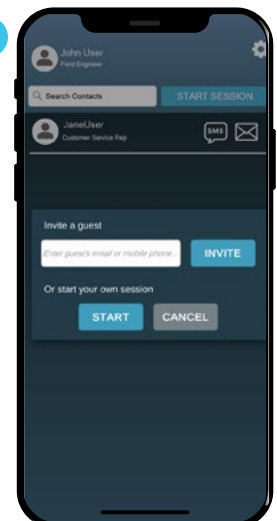 John User
Field Engineer
Search Contacts
START SESSION
JaneUser
Customer Service Rep
SMS
Invite a guest
Enter guest's email or mobile phone...
INVITE
Or start your own session
START
CANCEL